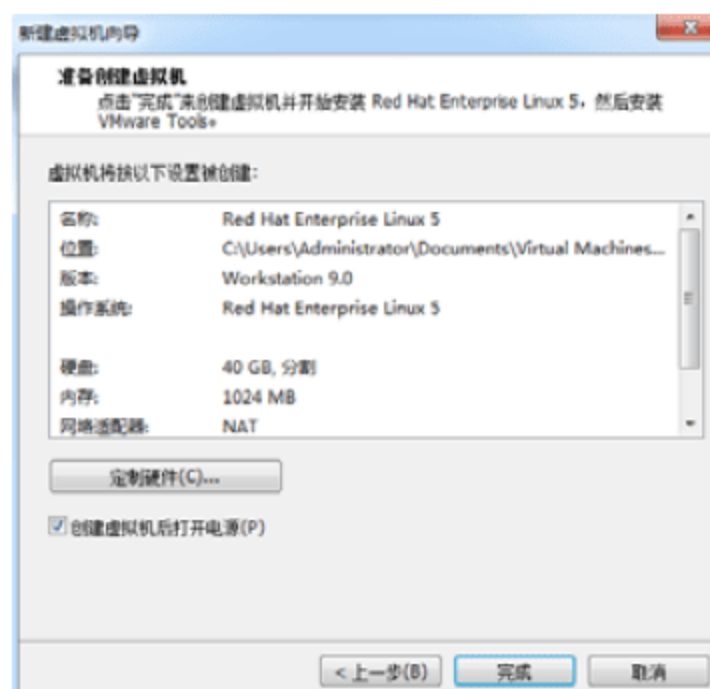 新建虚拟机向导
准备创建虚拟机
点击"完成"来创建虚拟机并开始安装 Red Hat Enterprise Linux 5，然后安装
VMware Tools。
虚拟机将按以下设置被创建:
名称: Red Hat Enterprise Linux 5
位置: C:\Users\Administrator\Documents\Virtual Machines...
版本: Workstation 9.0
操作系统: Red Hat Enterprise Linux 5
硬盘: 40 GB, 分割
内存: 1024 MB
网络适配器: NAT
定制硬件(C)...
创建虚拟机后打开电源(P)
< 上一步(B) 完成 取消